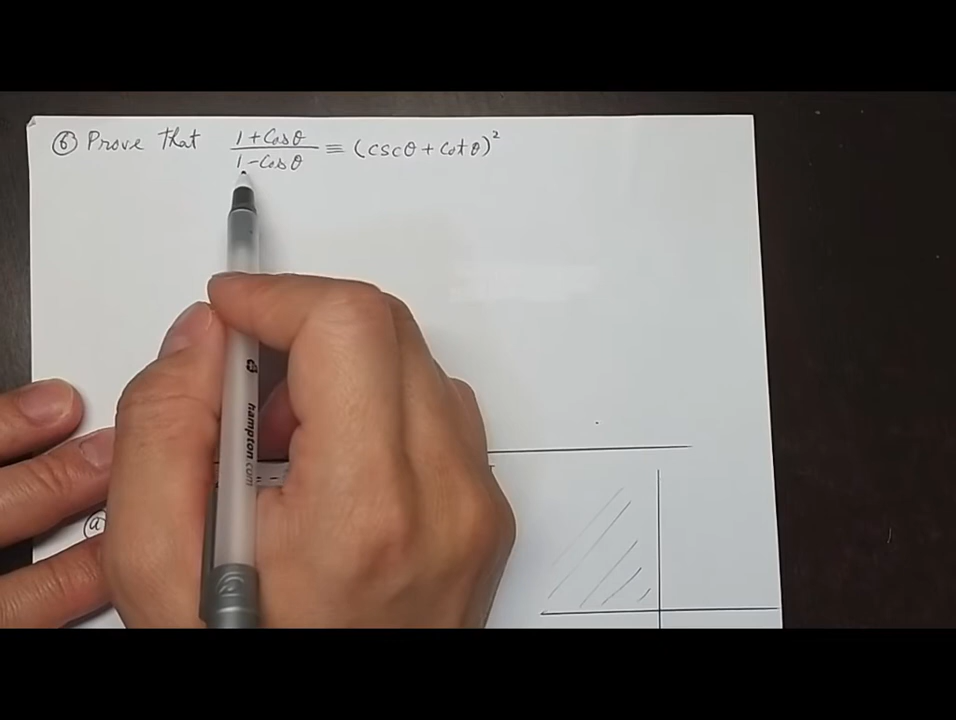 ⑥ Prove that (1+Cosθ)/(1-Cosθ) ≡ (cscθ + Cotθ)²
hampton.com
ⓐ